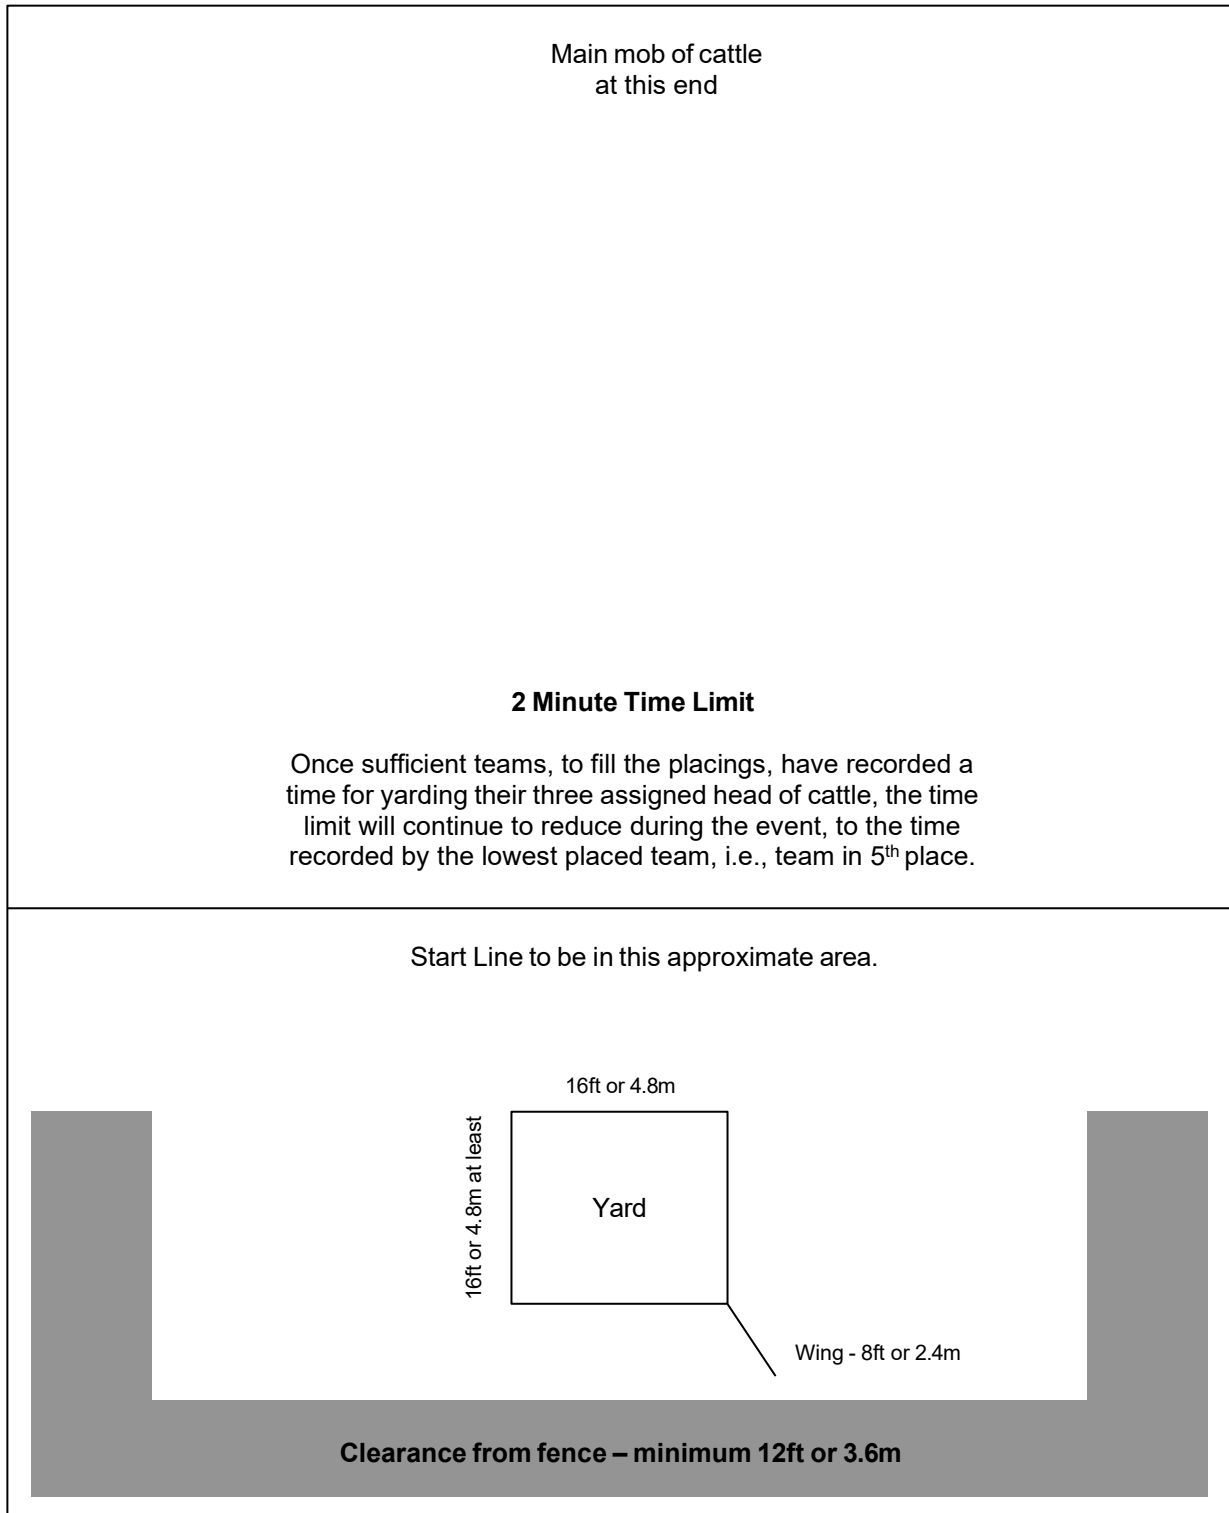 Main mob of cattle
at this end
2 Minute Time Limit
Once sufficient teams, to fill the placings, have recorded a
time for yarding their three assigned head of cattle, the time
limit will continue to reduce during the event, to the time
recorded by the lowest placed team, i.e., team in 5th place.
Start Line to be in this approximate area.
16ft or 4.8m
16ft or 4.8m at least
Yard
Wing - 8ft or 2.4m
Clearance from fence – minimum 12ft or 3.6m